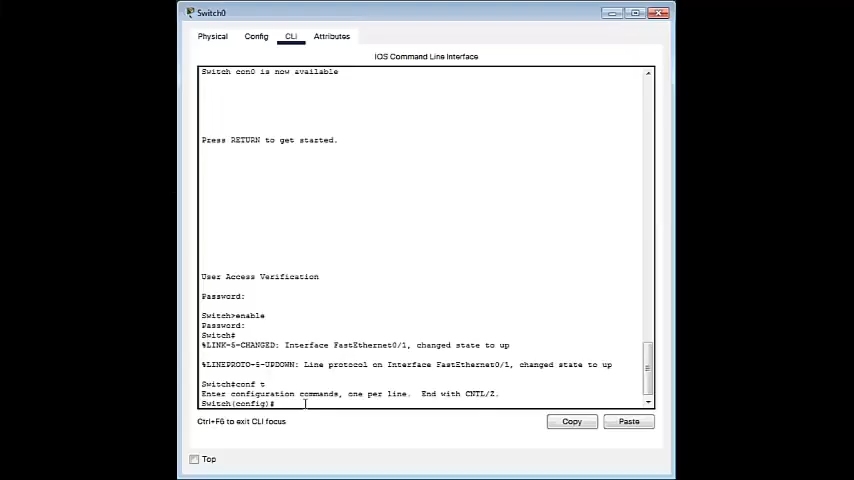 Switch0
Physical Config CLI Attributes
IOS Command Line Interface
Switch con0 is now available
Press RETURN to get started.
User Access Verification
Password:
Switch>enable
Password:
Switch#
%LINK-5-CHANGED: Interface FastEthernet0/1, changed state to up
%LINEPROTO-5-UPDOWN: Line protocol on Interface FastEthernet0/1, changed state to up
Switch#conf t
Enter configuration commands, one per line. End with CNTL/Z.
Switch(config)#
Ctrl+F6 to exit CLI focus
Copy Paste
Top